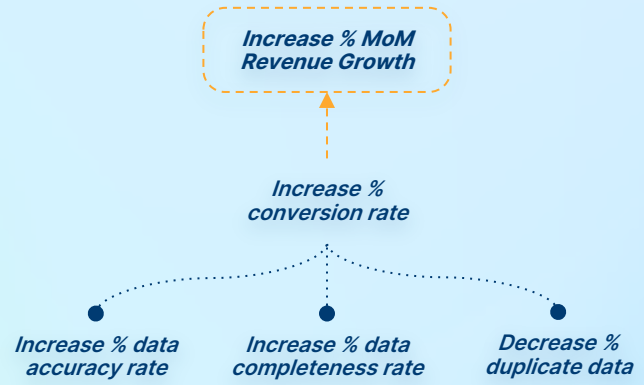 Increase % MoM
Revenue Growth
Increase %
conversion rate
Increase % data
accuracy rate
Increase % data
completeness rate
Decrease %
duplicate data